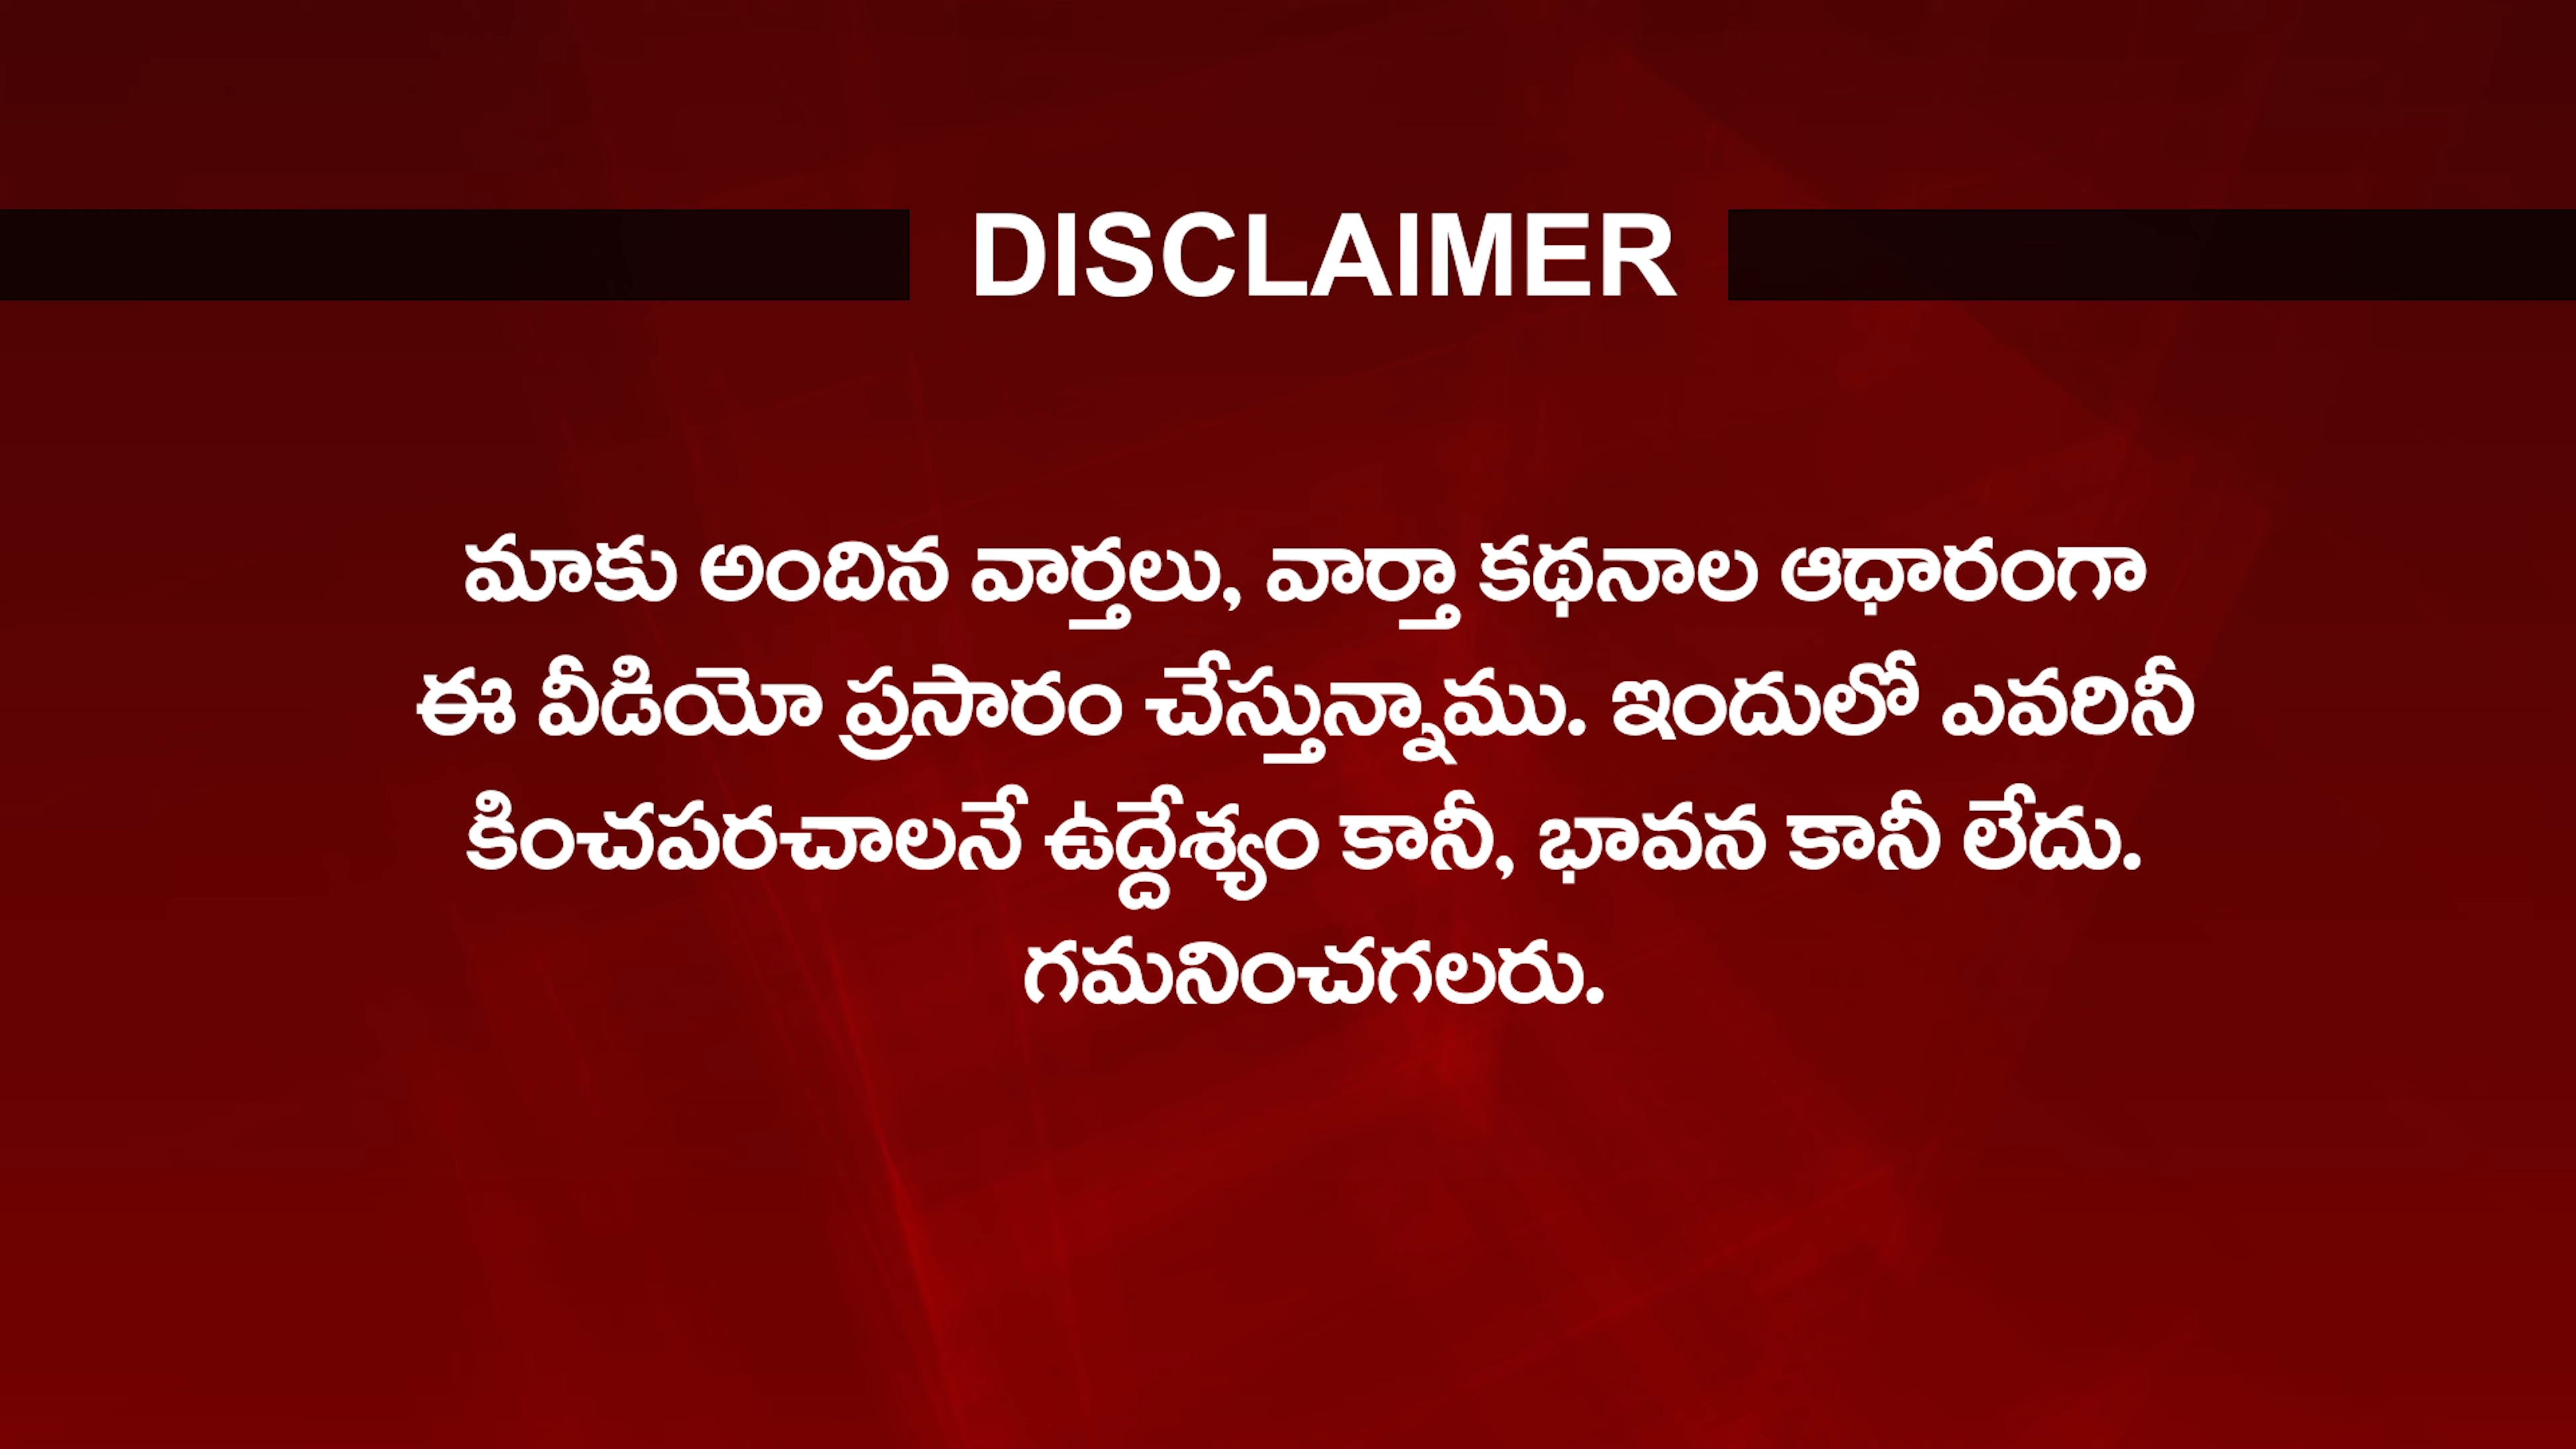 DISCLAIMER
మాకు అందిన వార్తలు, వార్తా కథనాల ఆధారంగా
ఈ వీడియో ప్రసారం చేస్తున్నాము. ఇందులో ఎవరినీ
కించపరచాలనే ఉద్దేశ్యం కానీ, భావన కానీ లేదు.
గమనించగలరు.